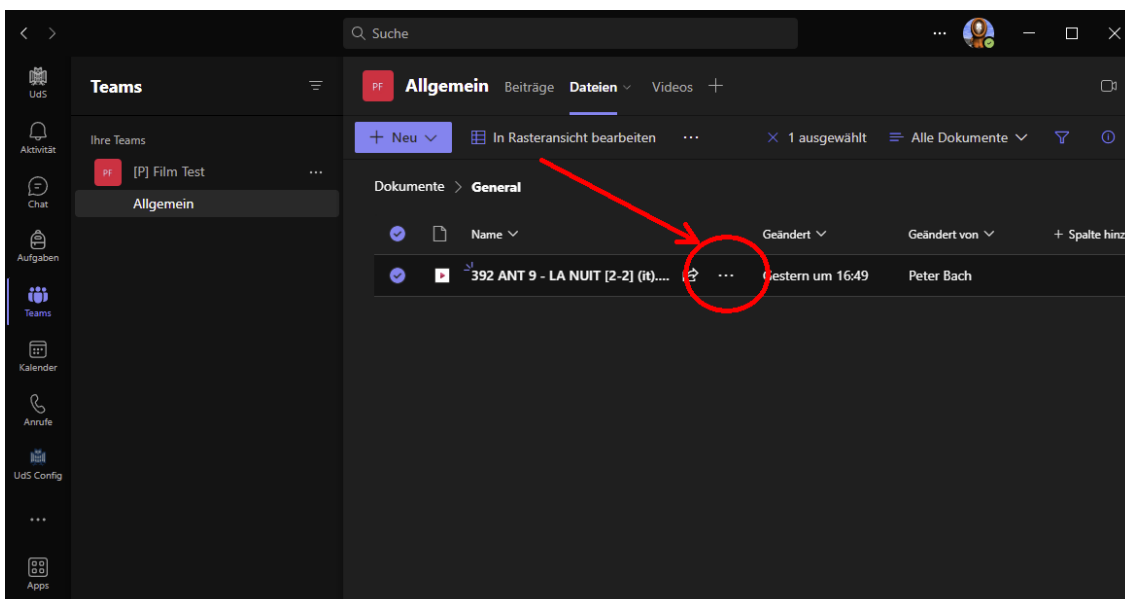 Suche
UdS
Aktivität
Chat
Aufgaben
Teams
Kalender
Anrufe
UdS Config
Apps
Teams
Ihre Teams
PF [P] Film Test ...
Allgemein
PF Allgemein Beiträge Dateien Videos +
+ Neu In Rasteransicht bearbeiten ... × 1 ausgewählt Alle Dokumente
Dokumente > General
Name Geändert Geändert von + Spalte hinz
392 ANT 9 - LA NUIT [2-2] (it).... ... Gestern um 16:49 Peter Bach